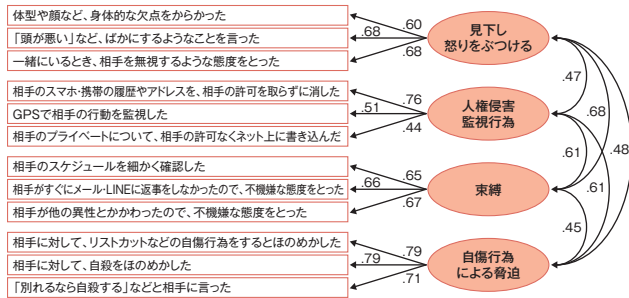 体型や顔など、身体的な欠点をからかった
「頭が悪い」など、ばかにするようなことを言った
一緒にいるとき、相手を無視するような態度をとった
.60
.68
.68
見下し
怒りをぶつける
相手のスマホ・携帯の履歴やアドレスを、相手の許可を取らずに消した
GPSで相手の行動を監視した
相手のプライベートについて、相手の許可なくネット上に書き込んだ
.76
.51
.44
人権侵害
監視行為
相手のスケジュールを細かく確認した
相手がすぐにメール・LINEに返事をしなかったので、不機嫌な態度をとった
相手が他の異性とかかわったので、不機嫌な態度をとった
.65
.66
.67
束縛
相手に対して、リストカットなどの自傷行為をするとほのめかした
相手に対して、自殺をほのめかした
「別れるなら自殺する」などと相手に言った
.79
.79
.71
自傷行為
による脅迫
.47
.68
.48
.61
.61
.45